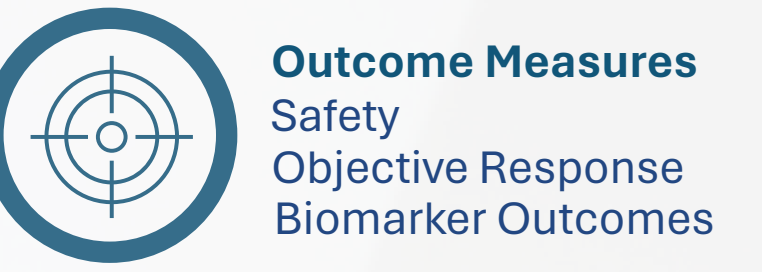 Outcome Measures
Safety
Objective Response
Biomarker Outcomes